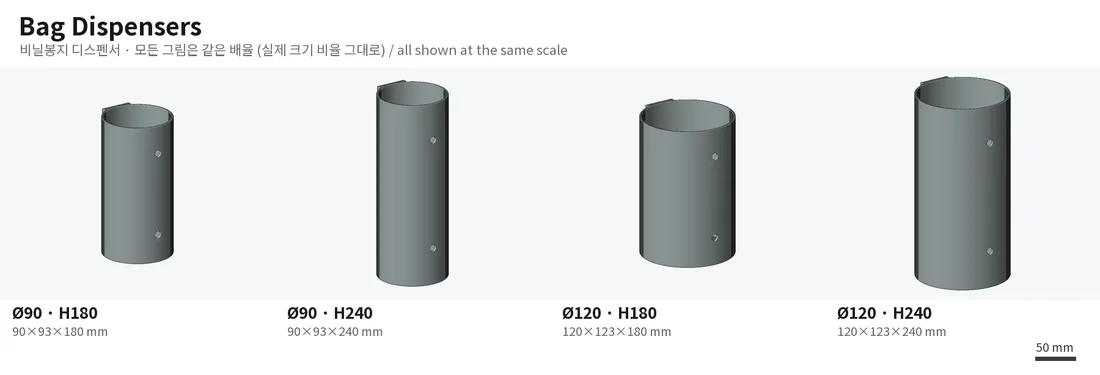 Bag Dispensers
비닐봉지 디스펜서 · 모든 그림은 같은 배율 (실제 크기 비율 그대로) / all shown at the same scale
Ø90 · H180
90×93×180 mm
Ø90 · H240
90×93×240 mm
Ø120 · H180
120×123×180 mm
Ø120 · H240
120×123×240 mm
50 mm